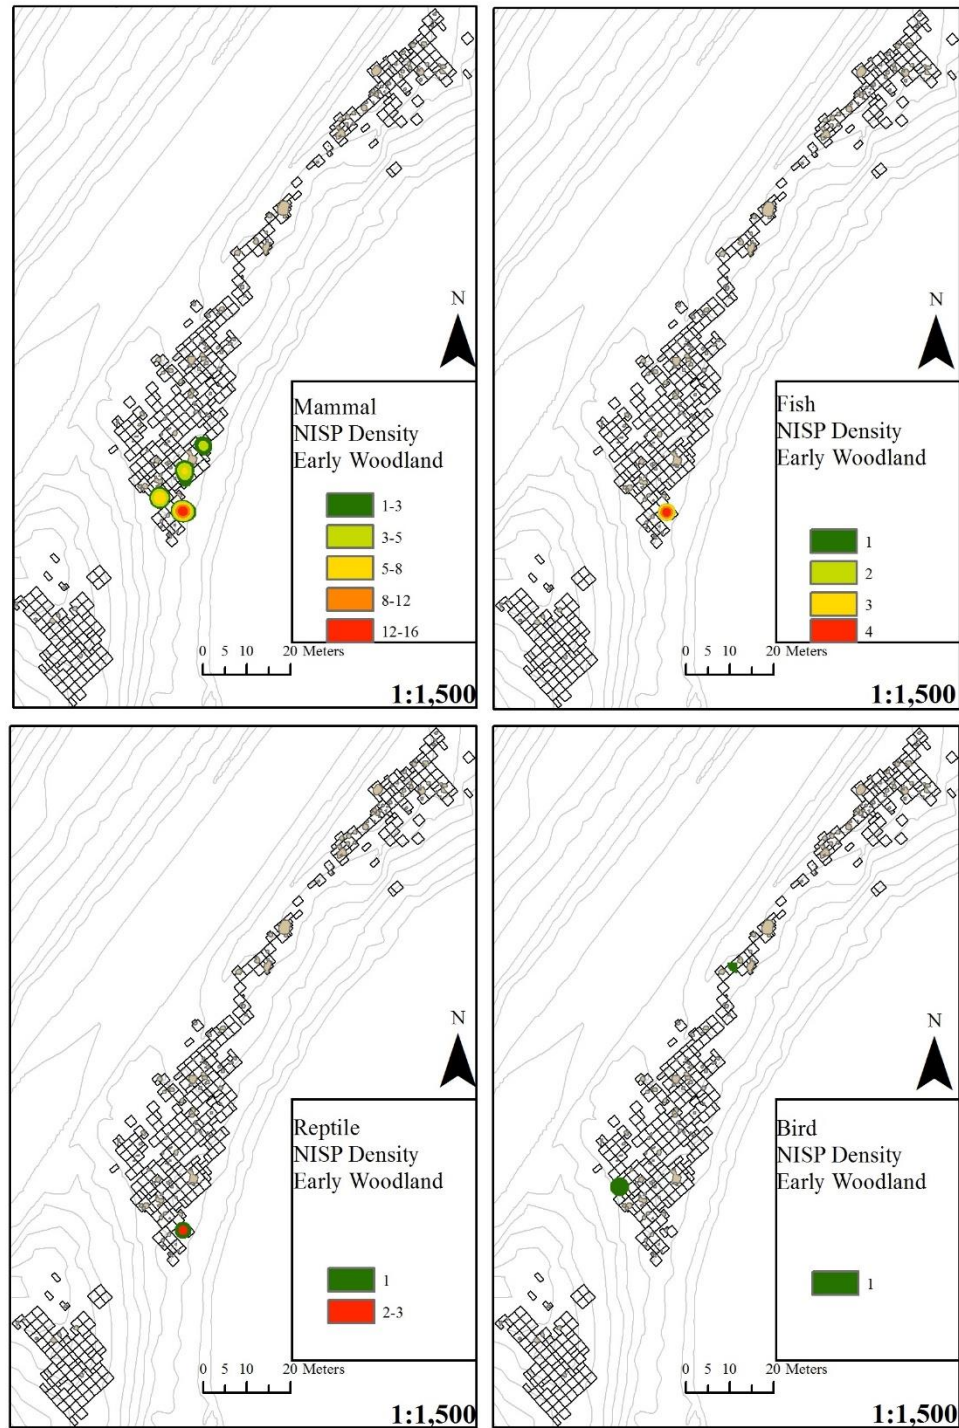 N
Mammal
NISP Density
Early Woodland
1-3
3-5
5-8
8-12
12-16
0 5 10 20 Meters
1:1,500
N
Fish
NISP Density
Early Woodland
1
2
3
4
0 5 10 20 Meters
1:1,500
N
Reptile
NISP Density
Early Woodland
1
2-3
0 5 10 20 Meters
1:1,500
N
Bird
NISP Density
Early Woodland
1
0 5 10 20 Meters
1:1,500